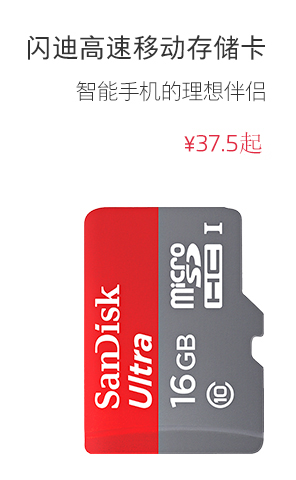 闪迪高速移动存储卡
智能手机的理想伴侣
¥37.5起
SanDisk
Ultra
micro
SD
HC I
16GB
10